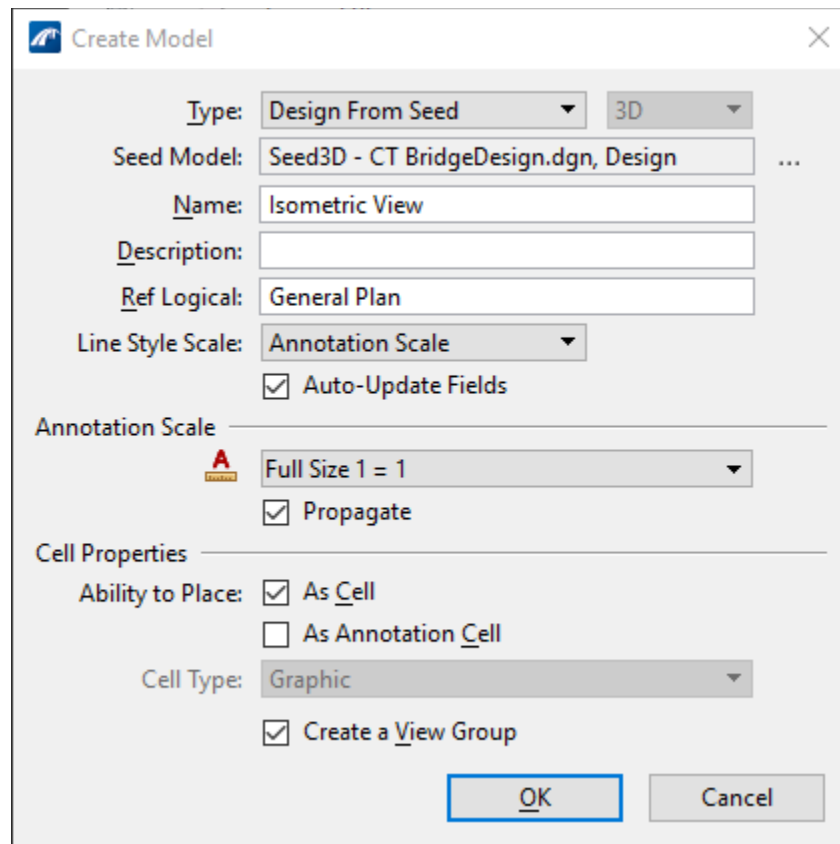 Create Model
Type: Design From Seed 3D
Seed Model: Seed3D - CT BridgeDesign.dgn, Design ...
Name: Isometric View
Description:
Ref Logical: General Plan
Line Style Scale: Annotation Scale
Auto-Update Fields
Annotation Scale
A Full Size 1 = 1
Propagate
Cell Properties
Ability to Place: As Cell
As Annotation Cell
Cell Type: Graphic
Create a View Group
OK Cancel